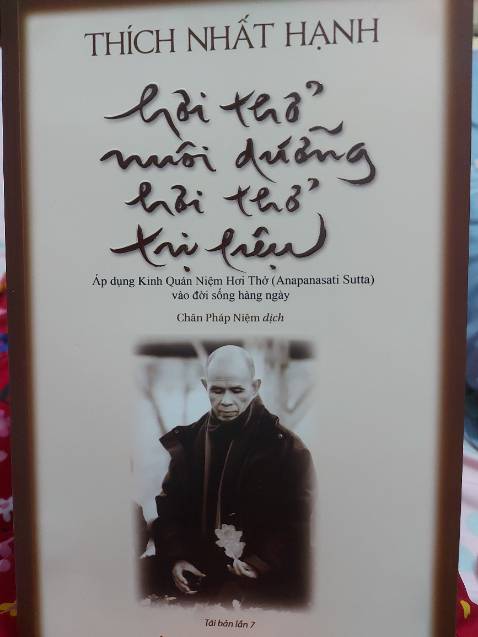 THÍCH NHẤT HẠNH
hơi thở
nuôi dưỡng
hơi thở
trị liệu
Áp dụng Kinh Quán Niệm Hơi Thở (Anapanasati Sutta)
vào đời sống hàng ngày
Chân Pháp Niệm dịch
Tái bản lần 7